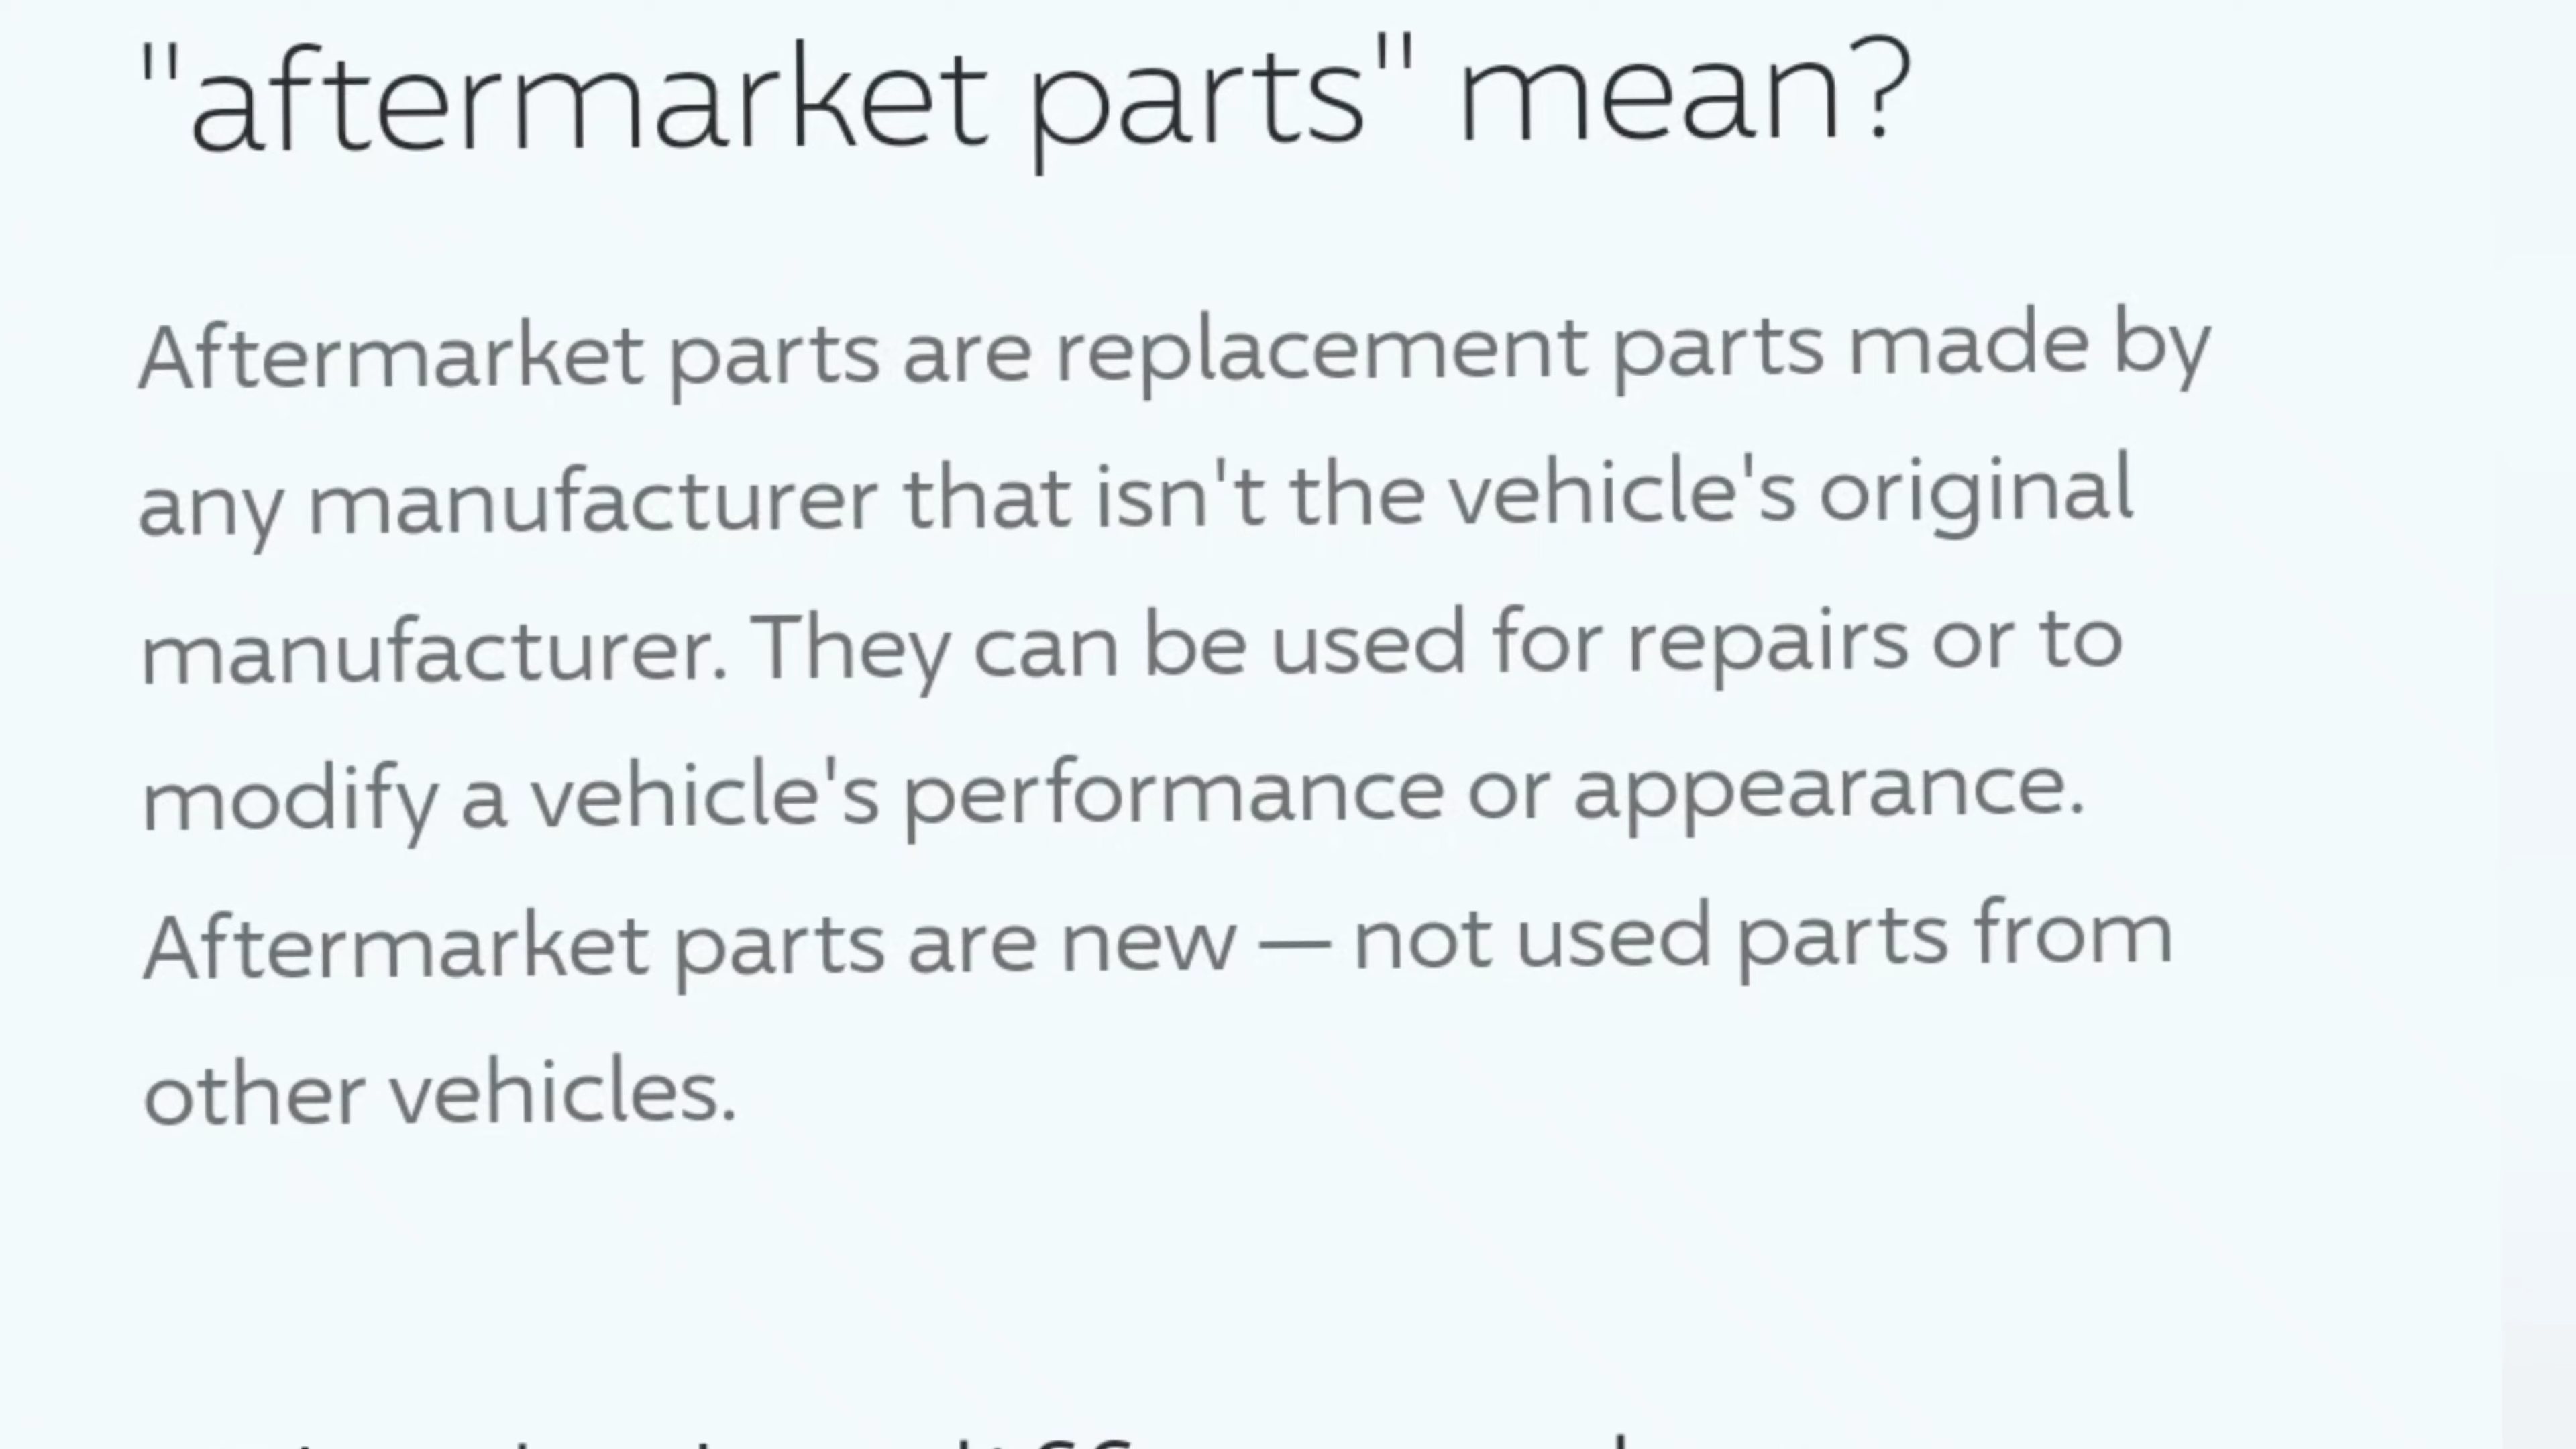 "aftermarket parts" mean?
Aftermarket parts are replacement parts made by
any manufacturer that isn't the vehicle's original
manufacturer. They can be used for repairs or to
modify a vehicle's performance or appearance.
Aftermarket parts are new — not used parts from
other vehicles.